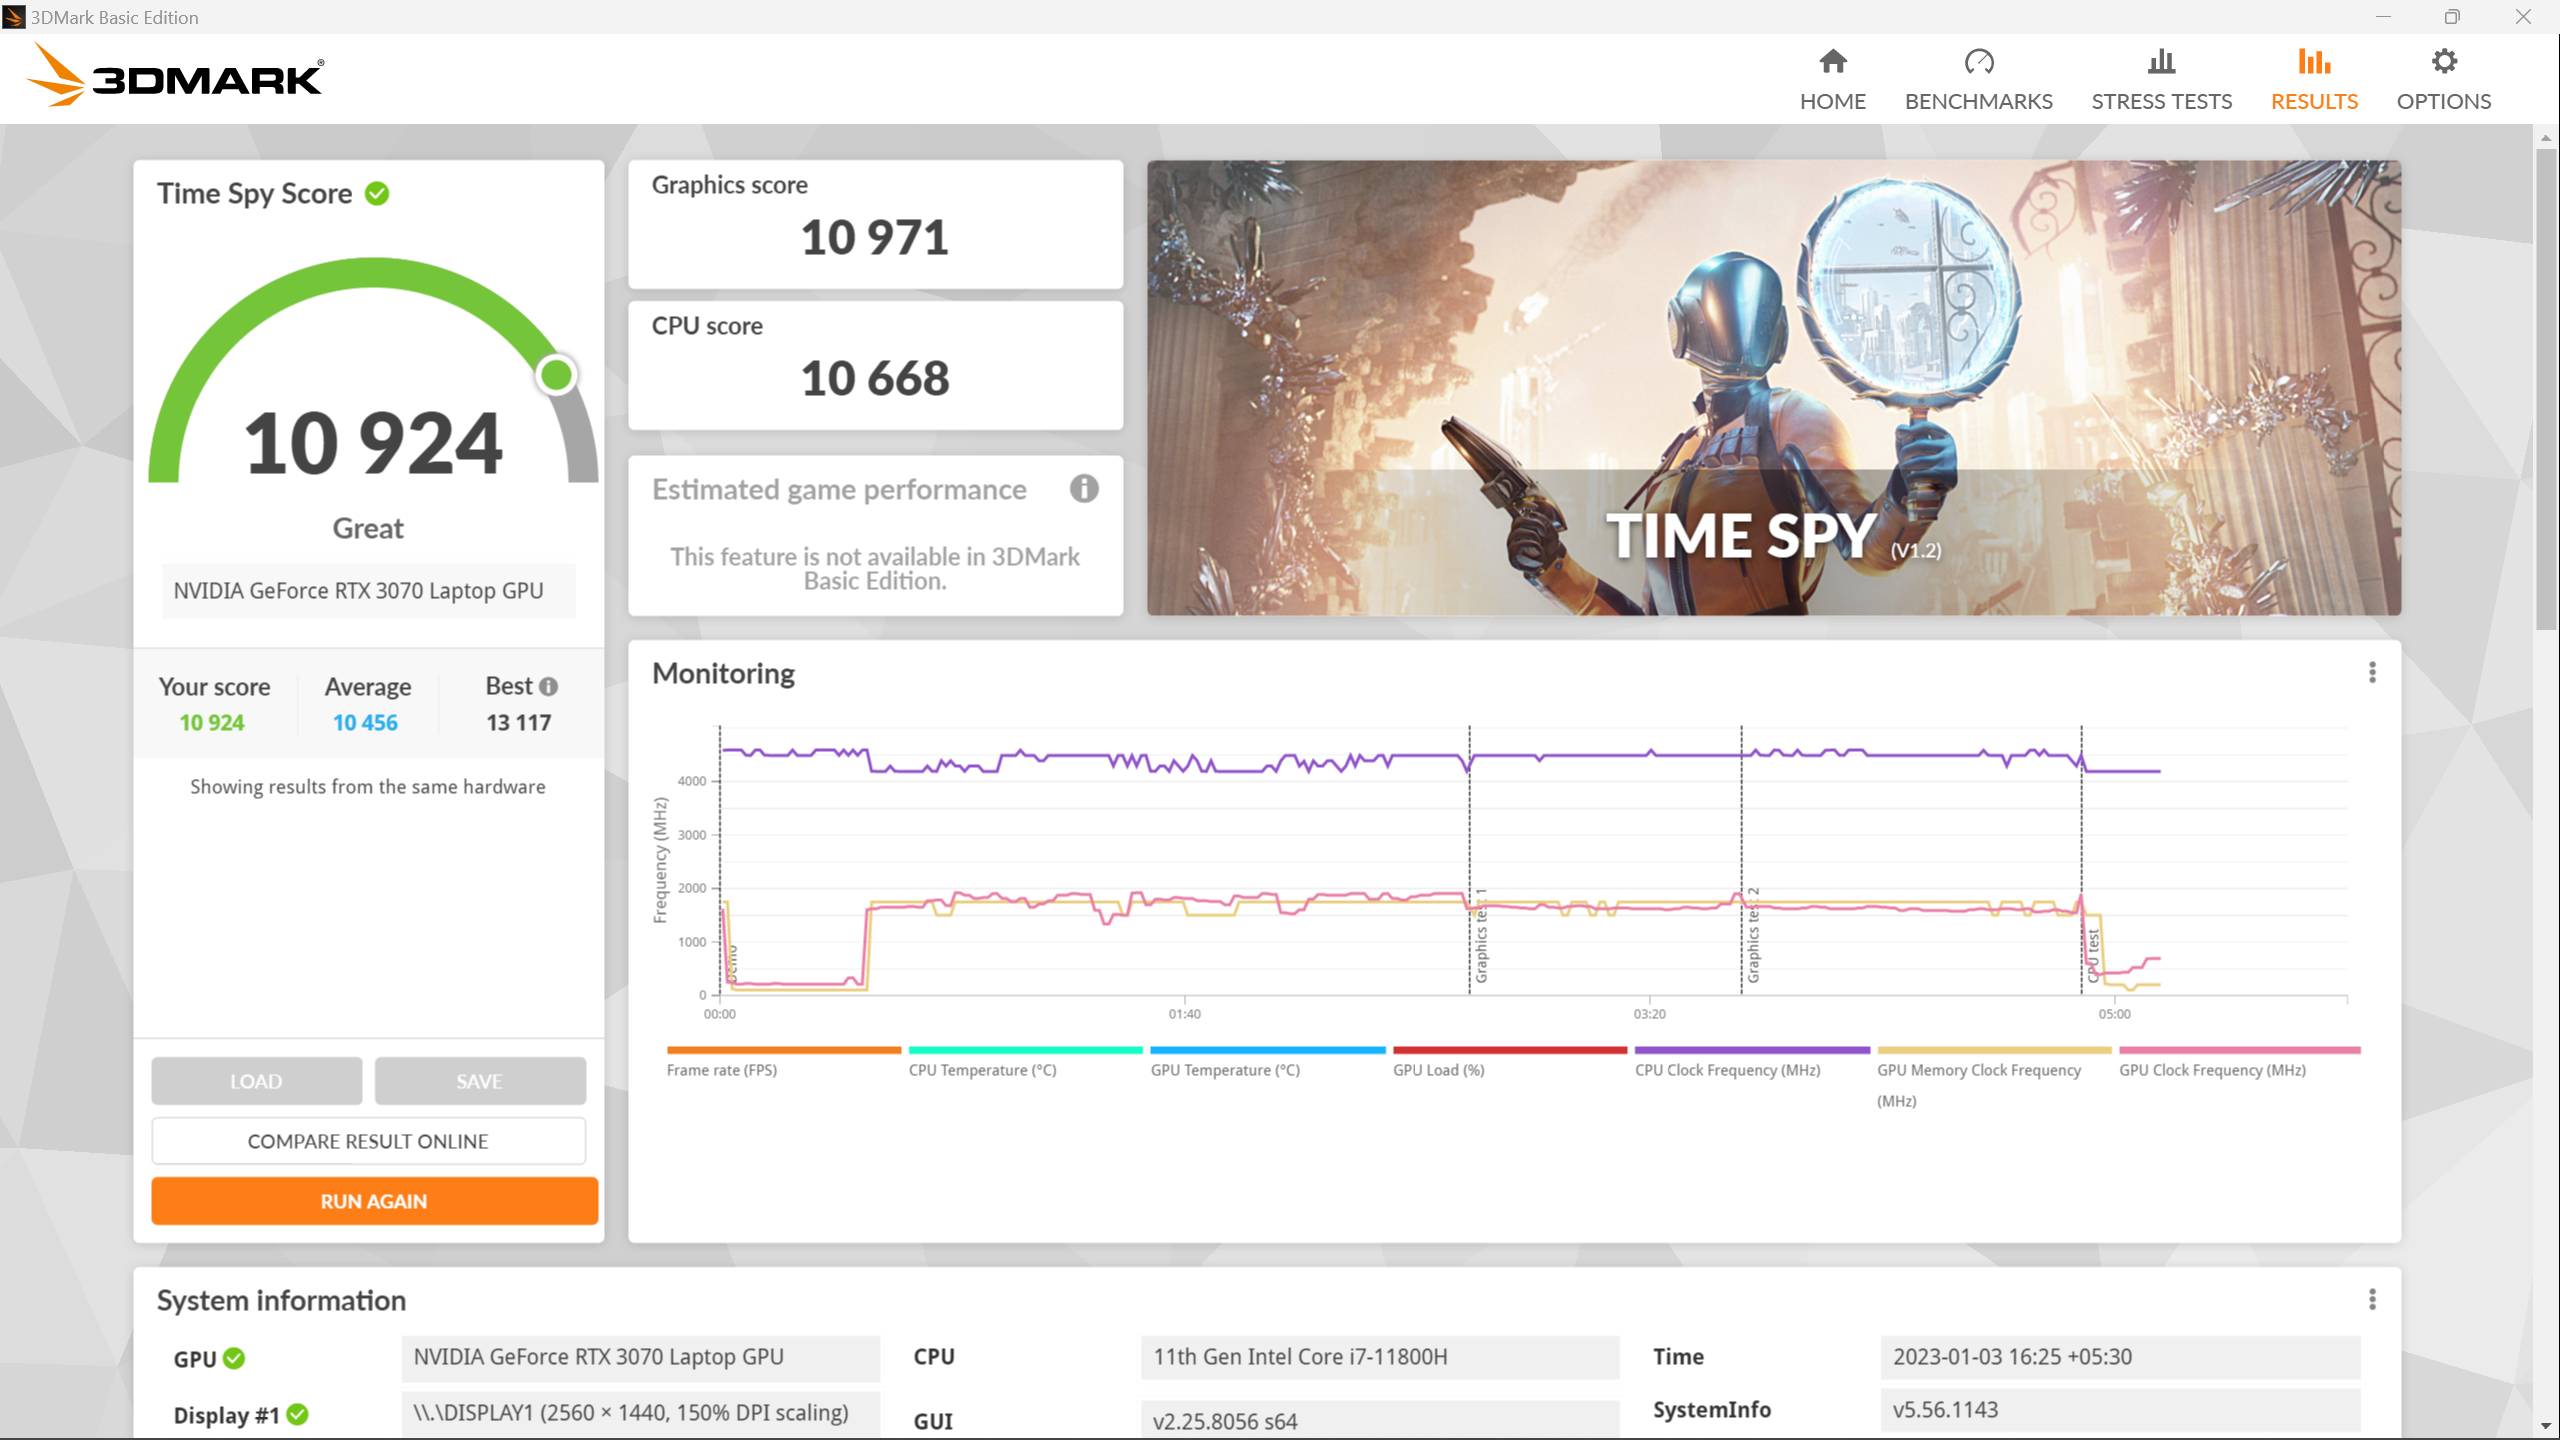 3DMark Basic Edition
3DMARK®
HOME
BENCHMARKS
STRESS TESTS
RESULTS
OPTIONS
Time Spy Score
10 924
Great
NVIDIA GeForce RTX 3070 Laptop GPU
Your score
10 924
Average
10 456
Best
13 117
Showing results from the same hardware
LOAD
SAVE
COMPARE RESULT ONLINE
RUN AGAIN
Graphics score
10 971
CPU score
10 668
Estimated game performance
This feature is not available in 3DMark
Basic Edition.
TIME SPY (V1.2)
Monitoring
Frequency (MHz)
4000
3000
2000
1000
0
Demo
Graphics test 1
Graphics test 2
CPU test
00:00
01:40
03:20
05:00
Frame rate (FPS)
CPU Temperature (°C)
GPU Temperature (°C)
GPU Load (%)
CPU Clock Frequency (MHz)
GPU Memory Clock Frequency
(MHz)
GPU Clock Frequency (MHz)
System information
GPU
NVIDIA GeForce RTX 3070 Laptop GPU
CPU
11th Gen Intel Core i7-11800H
Time
2023-01-03 16:25 +05:30
Display #1
\\.\DISPLAY1 (2560 × 1440, 150% DPI scaling)
GUI
v2.25.8056 s64
SystemInfo
v5.56.1143